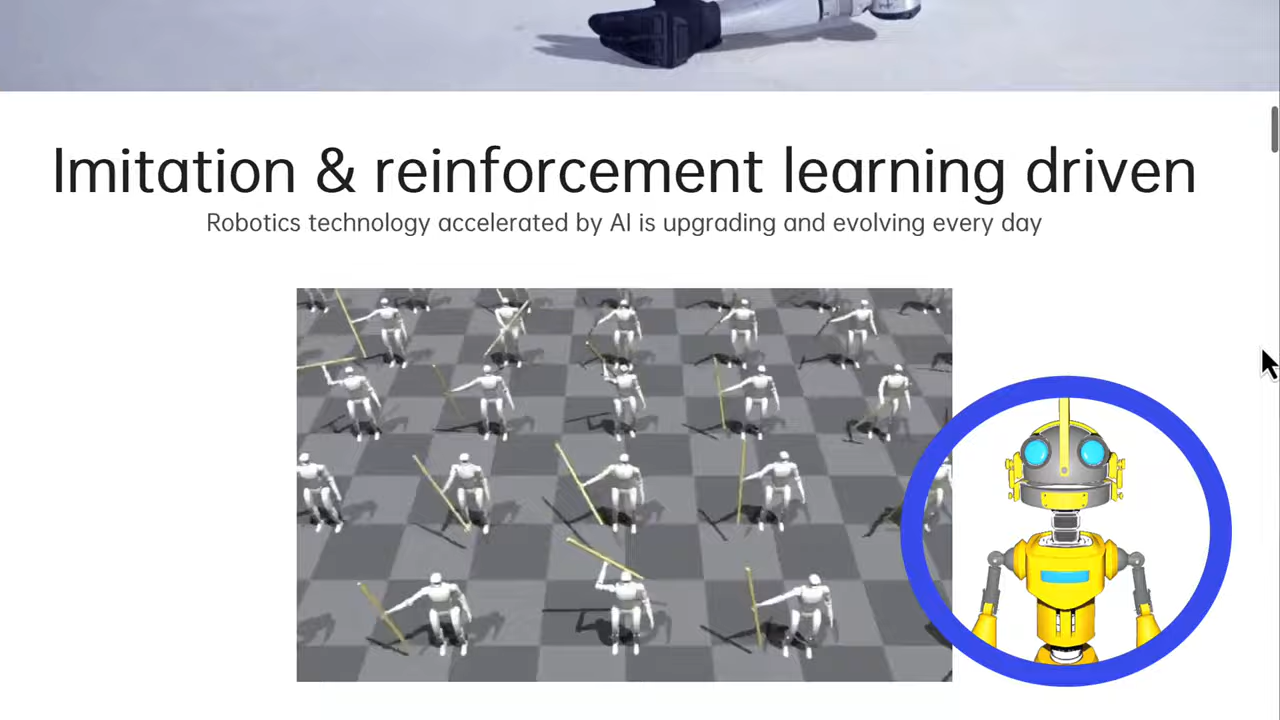 Imitation & reinforcement learning driven
Robotics technology accelerated by AI is upgrading and evolving every day